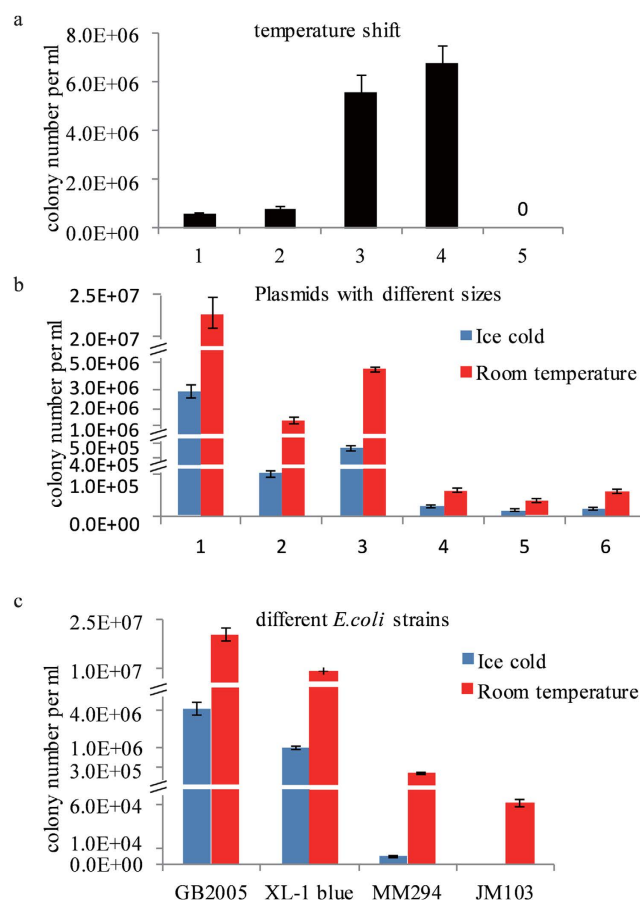 a
temperature shift
colony number per ml
8.0E+06
6.0E+06
4.0E+06
2.0E+06
0.0E+00
0
1 2 3 4 5
b
Plasmids with different sizes
colony number per ml
2.5E+07
2.0E+07
5.0E+06
3.0E+06
2.0E+06
1.0E+06
5.0E+05
4.0E+05
1.0E+05
0.0E+00
Ice cold
Room temperature
1 2 3 4 5 6
c
different E.coli strains
colony number per ml
2.5E+07
1.0E+07
4.0E+06
1.0E+06
3.0E+05
6.0E+04
1.0E+04
0.0E+00
Ice cold
Room temperature
GB2005 XL-1 blue MM294 JM103